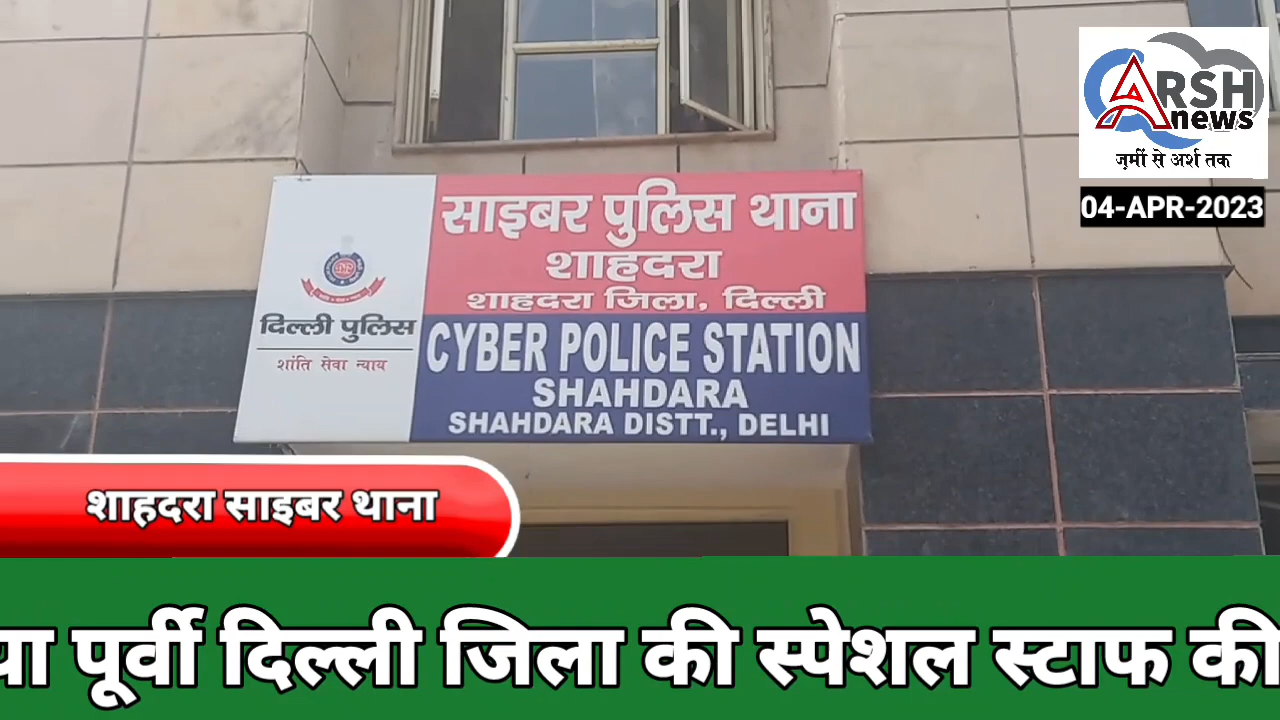 ARSH
news
ज़मीं से अर्श तक
04-APR-2023
साइबर पुलिस थाना
शाहदरा
शाहदरा जिला, दिल्ली
दिल्ली पुलिस
शांति सेवा न्याय
CYBER POLICE STATION
SHAHDARA
SHAHDARA DISTT., DELHI
शाहदरा साइबर थाना
पूर्वी दिल्ली जिला की स्पेशल स्टाफ की